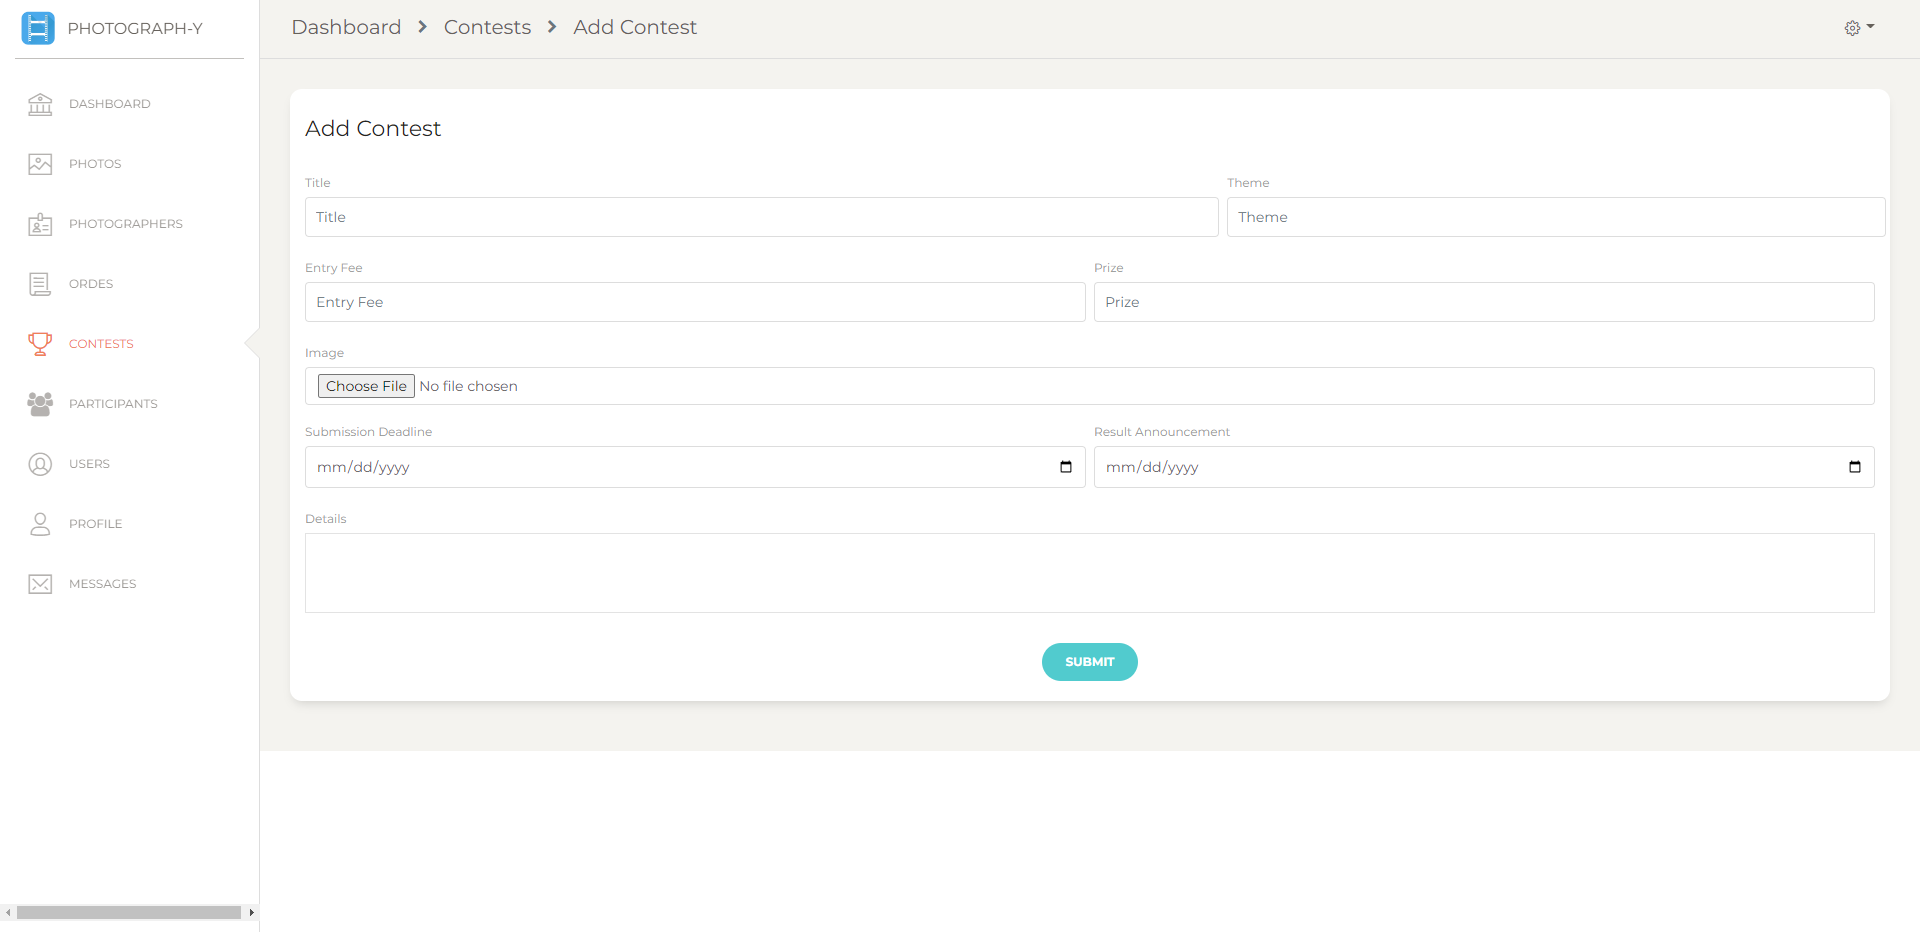 PHOTOGRAPH-Y
DASHBOARD
PHOTOS
PHOTOGRAPHERS
ORDES
CONTESTS
PARTICIPANTS
USERS
PROFILE
MESSAGES
Dashboard > Contests > Add Contest
Add Contest
Title Theme
Title Theme
Entry Fee Prize
Entry Fee Prize
Image
Choose File No file chosen
Submission Deadline Result Announcement
mm/dd/yyyy mm/dd/yyyy
Details
SUBMIT